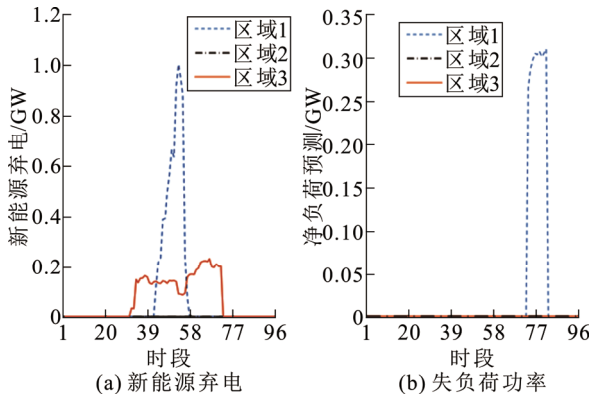 新能源弃电/GW
1.2
1.0
0.8
0.6
0.4
0.2
0
区域1
区域2
区域3
1 20 39 58 77 96
时段
(a) 新能源弃电
净负荷预测/GW
0.35
0.30
0.25
0.20
0.15
0.10
0.05
0
区域1
区域2
区域3
1 20 39 58 77 96
时段
(b) 失负荷功率